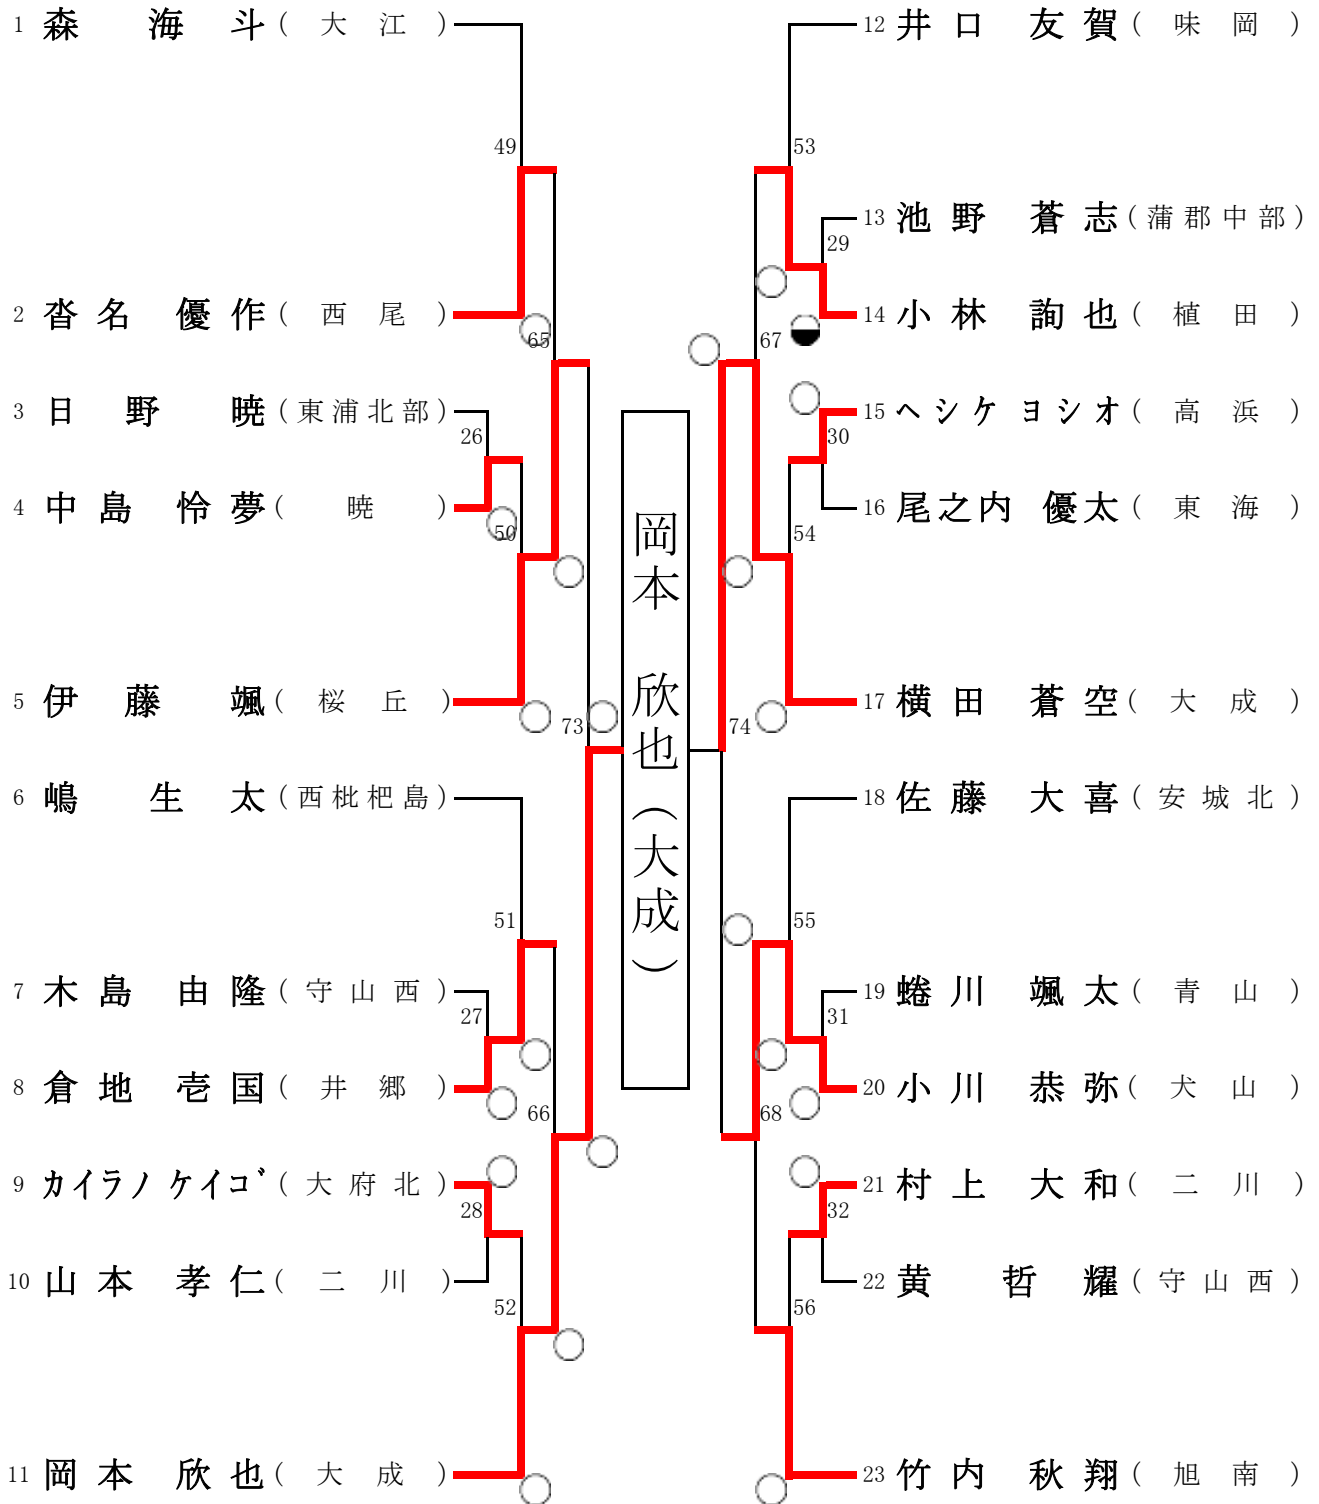 1 森 海 斗 ( 大 江 )
49
2 沓 名 優 作 ( 西 尾 )
65
3 日 野 暁 (東浦北部)
26
4 中 島 怜 夢 ( 暁 )
50
5 伊 藤 颯 ( 桜 丘 )
73
6 嶋 生 太 (西枇杷島)
51
7 木 島 由 隆 ( 守 山 西 )
27
8 倉 地 壱 国 ( 井 郷 )
66
9 カイラノ ケイゴ ( 大 府 北 )
28
10 山 本 孝 仁 ( 二 川 )
52
11 岡 本 欣 也 ( 大 成 )
岡本 欣也(大成)
12 井 口 友 賀 ( 味 岡 )
53
13 池 野 蒼 志 (蒲郡中部)
29
14 小 林 詢 也 ( 植 田 )
67
15 ヘシケ ヨシオ ( 高 浜 )
30
16 尾之内 優太 ( 東 海 )
54
17 横 田 蒼 空 ( 大 成 )
74
18 佐 藤 大 喜 ( 安 城 北 )
55
19 蜷 川 颯 太 ( 青 山 )
31
20 小 川 恭 弥 ( 犬 山 )
68
21 村 上 大 和 ( 二 川 )
32
22 黄 哲 耀 ( 守 山 西 )
56
23 竹 内 秋 翔 ( 旭 南 )